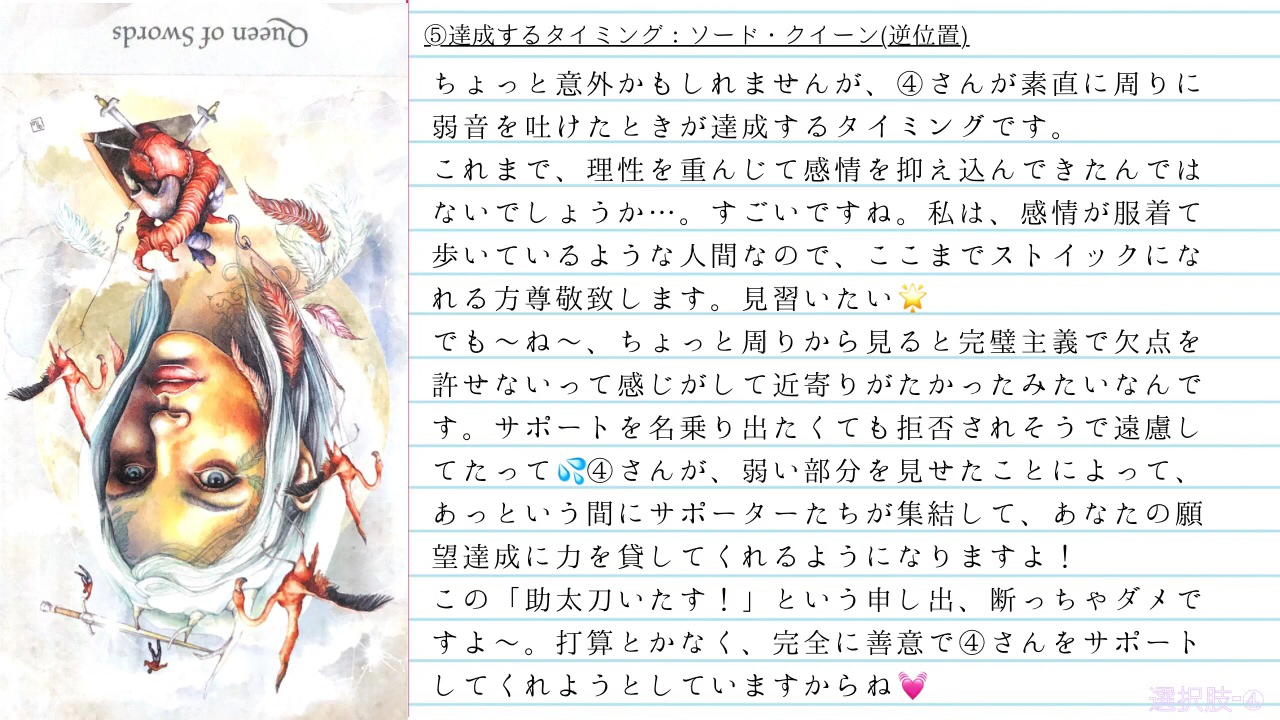 Queen of Swords
⑤達成するタイミング：ソード・クイーン(逆位置)
ちょっと意外かもしれませんが、④さんが素直に周りに
弱音を吐けたときが達成するタイミングです。
これまで、理性を重んじて感情を抑え込んできたんでは
ないでしょうか…。すごいですね。私は、感情が服着て
歩いているような人間なので、ここまでストイックにな
れる方尊敬致します。見習いたい🌟
でも～ね～、ちょっと周りから見ると完璧主義で欠点を
許せないって感じがして近寄りがたかったみたいなんで
す。サポートを名乗り出たくても拒否されそうで遠慮し
てたって💦④さんが、弱い部分を見せたことによって、
あっという間にサポーターたちが集結して、あなたの願
望達成に力を貸してくれるようになりますよ！
この「助太刀いたす！」という申し出、断っちゃダメで
すよ～。打算とかなく、完全に善意で④さんをサポート
してくれようとしていますからね💓
選択肢-④